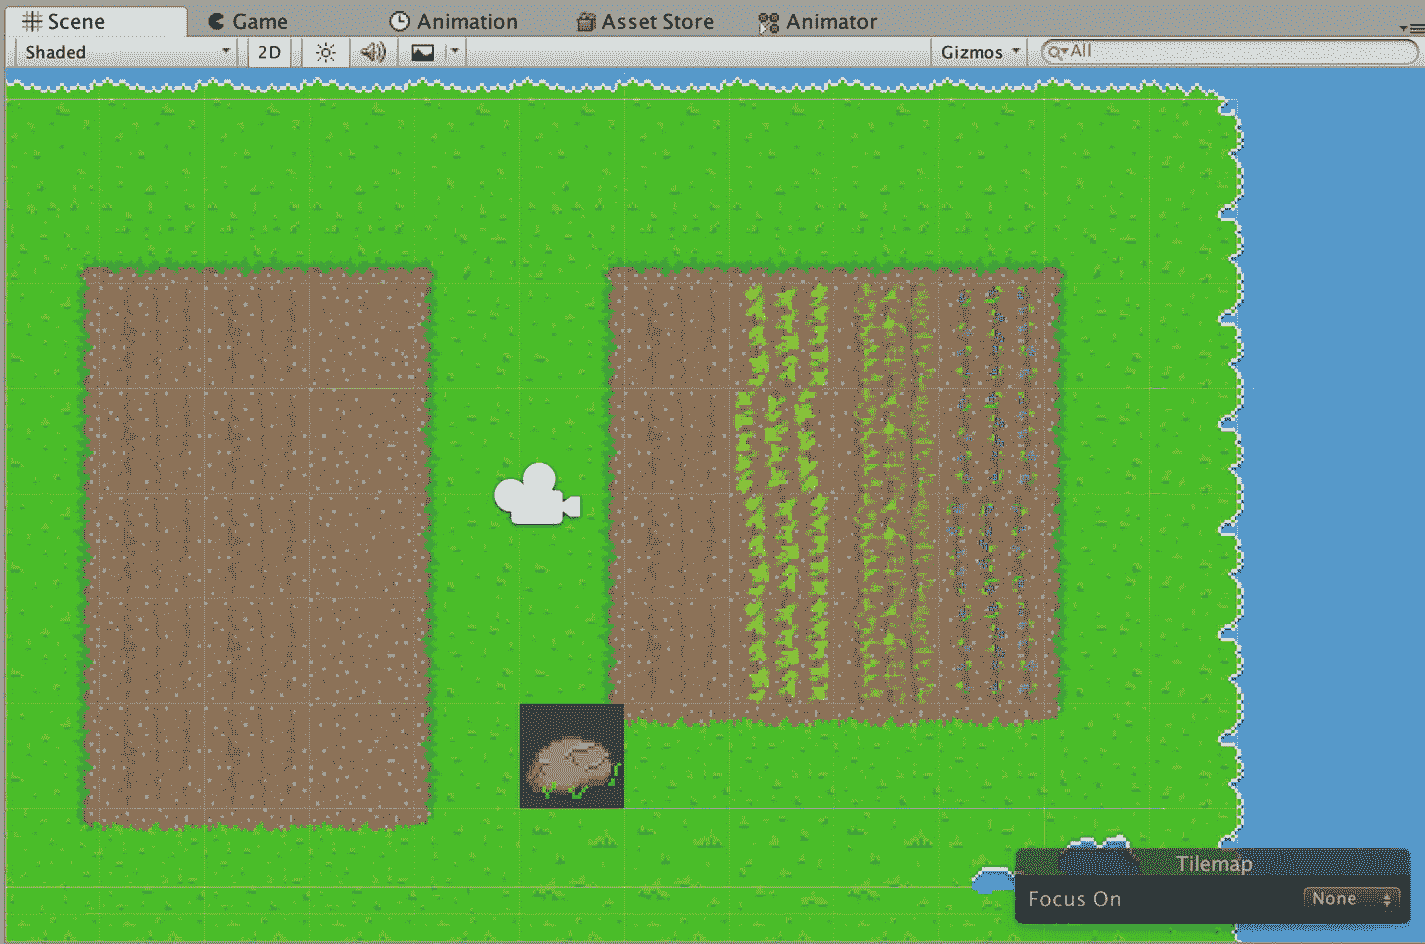 Scene Game Animation Asset Store Animator
Shaded 2D Gizmos All
Tilemap
Focus On None